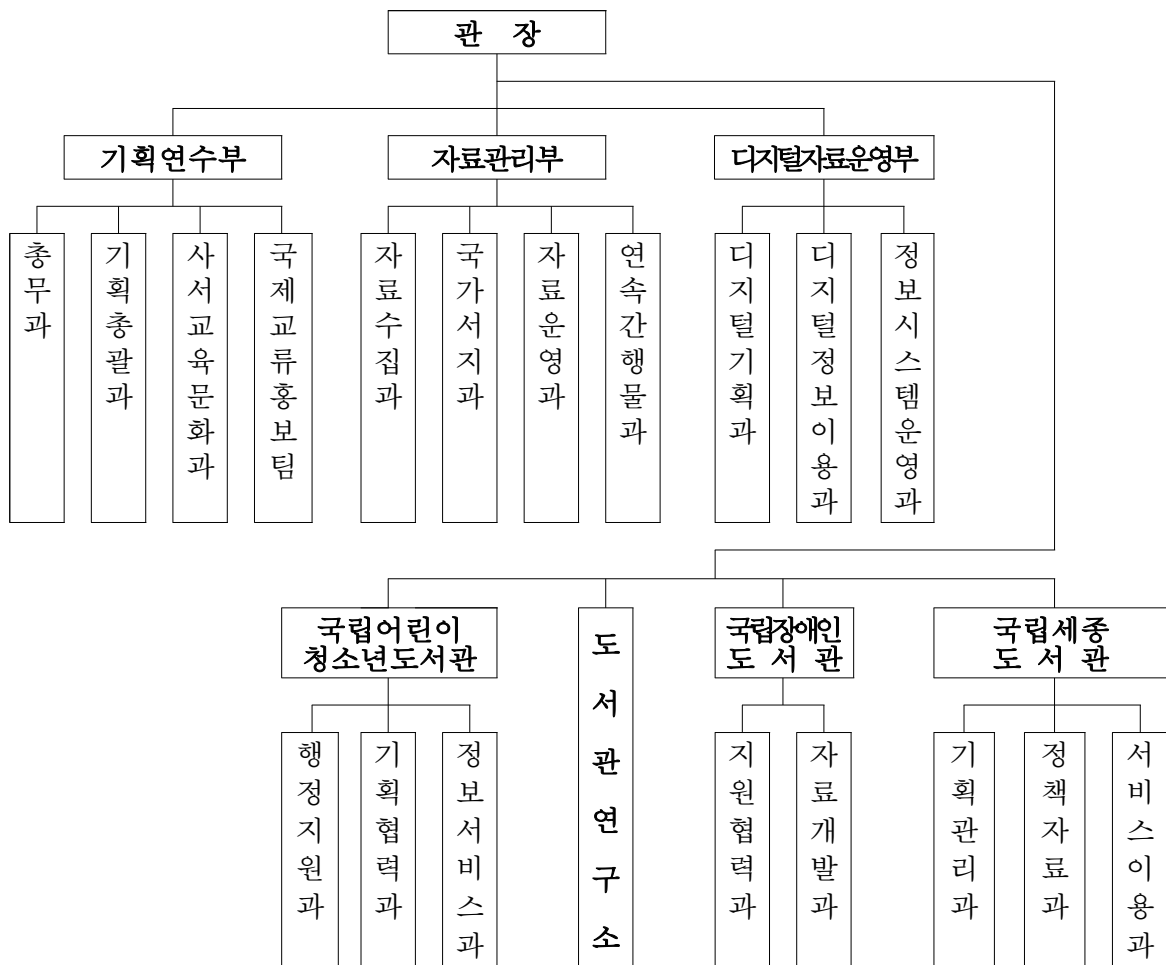 관 장
기획연수부
자료관리부
디지털자료운영부
총무과
기획총괄과
사서교육문화과
국제교류홍보팀
자료수집과
국가서지과
자료운영과
연속간행물과
디지털기획과
디지털정보이용과
정보시스템운영과
국립어린이
청소년도서관
도서관연구소
국립장애인
도 서 관
국립세종
도 서 관
행정지원과
기획협력과
정보서비스과
지원협력과
자료개발과
기획관리과
정책자료과
서비스이용과